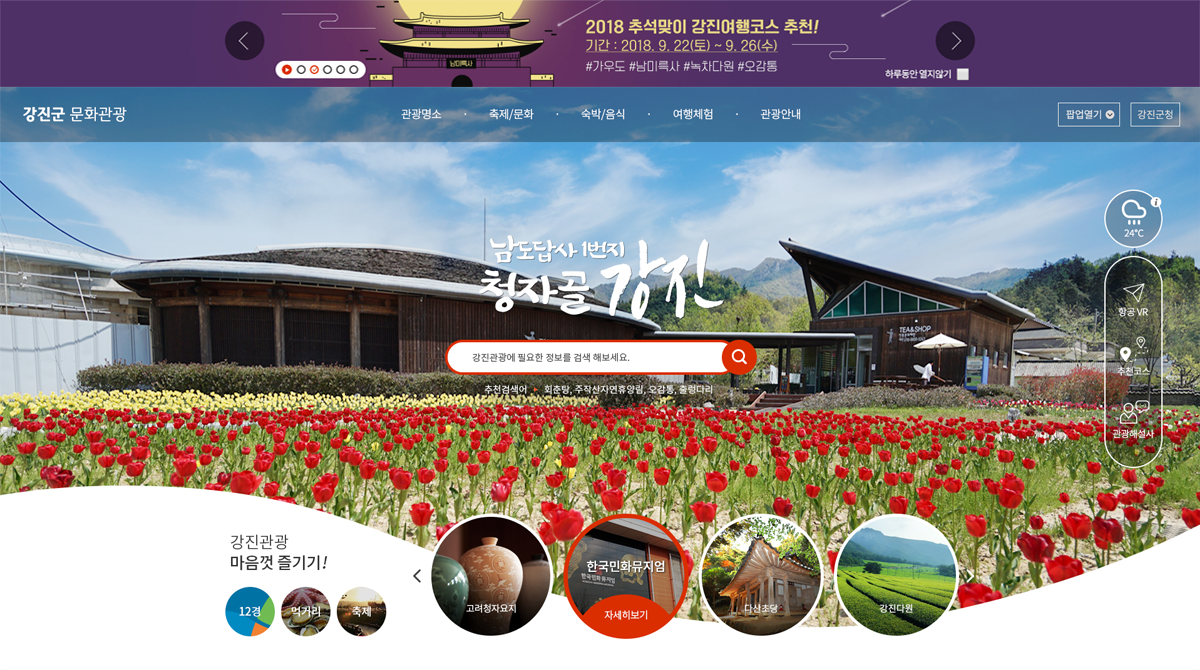 2018 추석맞이 강진여행코스 추천!
기간 : 2018. 9. 22(토) ~ 9. 26(수)
#가우도 #남미륵사 #녹차다원 #오감통
남미륵사
하루동안 열지않기
강진군 문화관광
관광명소 · 축제/문화 · 숙박/음식 · 여행체험 · 관광안내
팝업열기
강진군청
24°C
남도답사 1번지
청자골 강진
항공 VR
TEA&SHOP
강진관광에 필요한 정보를 검색 해보세요.
추천코스
추천검색어 회춘탕, 주작산자연휴양림, 오감통, 출렁다리
관광해설사
강진관광
마음껏 즐기기!
12경
먹거리
축제
고려청자요지
한국민화뮤지엄
한국민화뮤지엄
자세히보기
다산초당
강진다원